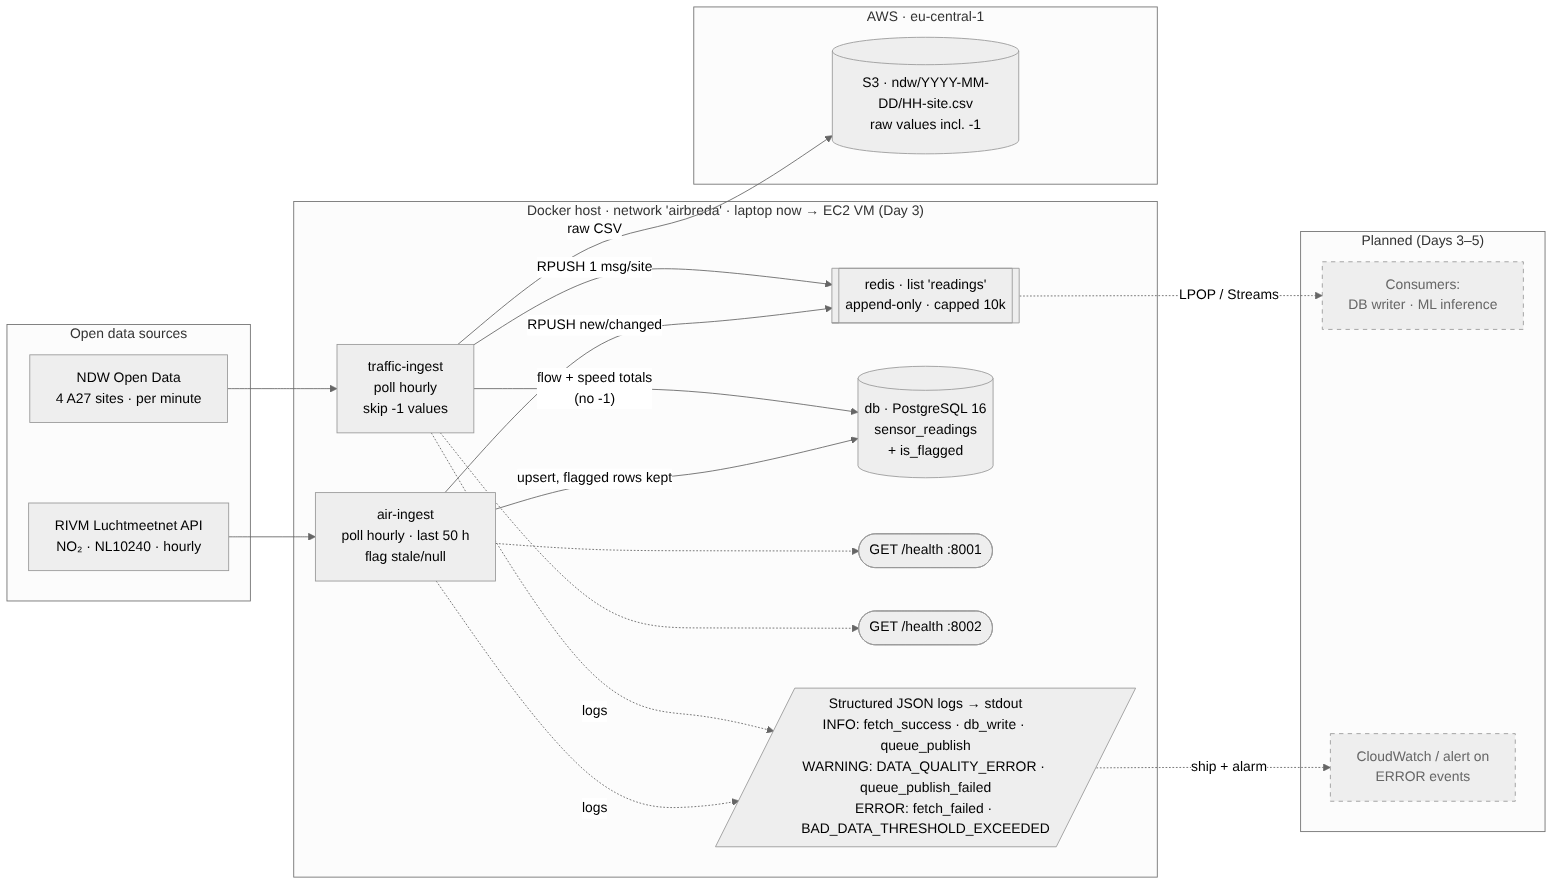 AWS · eu-central-1
S3 · ndw/YYYY-MM-
DD/HH-site.csv
raw values incl. -1
Docker host · network 'airbreda' · laptop now → EC2 VM (Day 3)
raw CSV
RPUSH 1 msg/site
redis · list 'readings'
append-only · capped 10k
LPOP / Streams
Planned (Days 3–5)
Consumers:
DB writer · ML inference
RPUSH new/changed
Open data sources
NDW Open Data
4 A27 sites · per minute
traffic-ingest
poll hourly
skip -1 values
flow + speed totals
(no -1)
db · PostgreSQL 16
sensor_readings
+ is_flagged
upsert, flagged rows kept
RIVM Luchtmeetnet API
NO₂ · NL10240 · hourly
air-ingest
poll hourly · last 50 h
flag stale/null
GET /health :8001
GET /health :8002
logs
logs
Structured JSON logs → stdout
INFO: fetch_success · db_write ·
queue_publish
WARNING: DATA_QUALITY_ERROR ·
queue_publish_failed
ERROR: fetch_failed ·
BAD_DATA_THRESHOLD_EXCEEDED
ship + alarm
CloudWatch / alert on
ERROR events